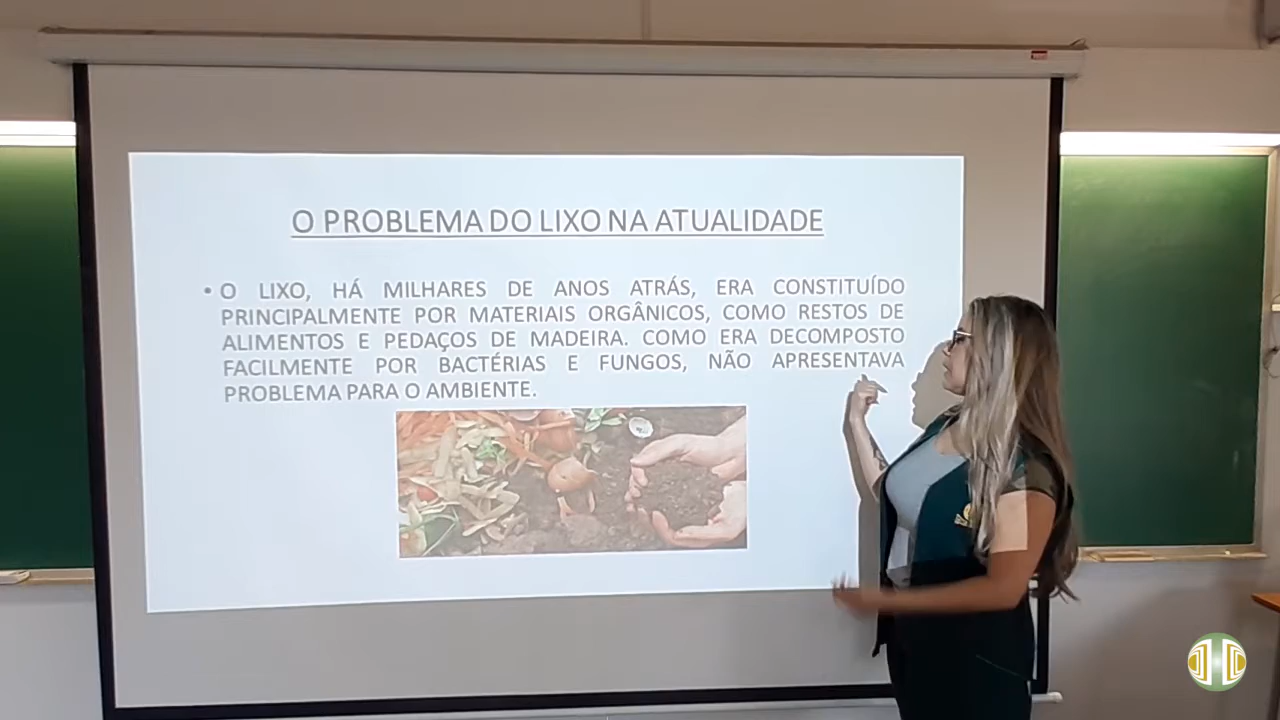 O PROBLEMA DO LIXO NA ATUALIDADE
• O LIXO, HÁ MILHARES DE ANOS ATRÁS, ERA CONSTITUÍDO
PRINCIPALMENTE POR MATERIAIS ORGÂNICOS, COMO RESTOS DE
ALIMENTOS E PEDAÇOS DE MADEIRA. COMO ERA DECOMPOSTO
FACILMENTE POR BACTÉRIAS E FUNGOS, NÃO APRESENTAVA
PROBLEMA PARA O AMBIENTE.